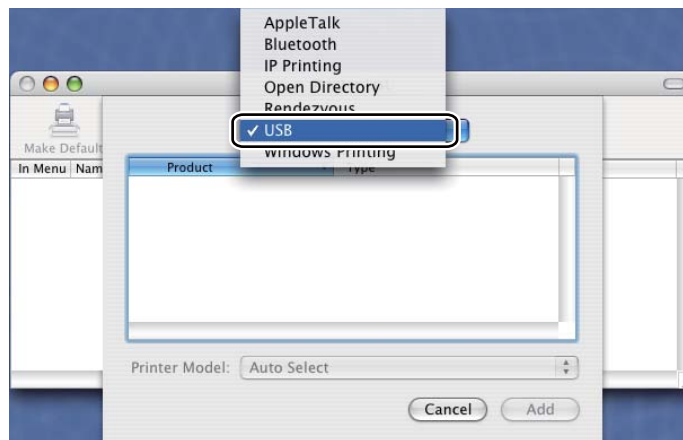 AppleTalk
Bluetooth
IP Printing
Open Directory
Rendezvous
✓ USB
Windows Printing
Make Default
In Menu Nam
Product Type
Printer Model: Auto Select
Cancel Add